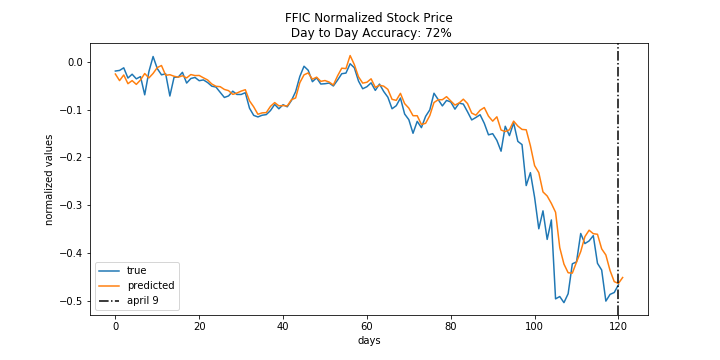 FFIC Normalized Stock Price
Day to Day Accuracy: 72%
normalized values
0.0
−0.1
−0.2
−0.3
−0.4
−0.5
true
predicted
april 9
0
20
40
60
80
100
120
days